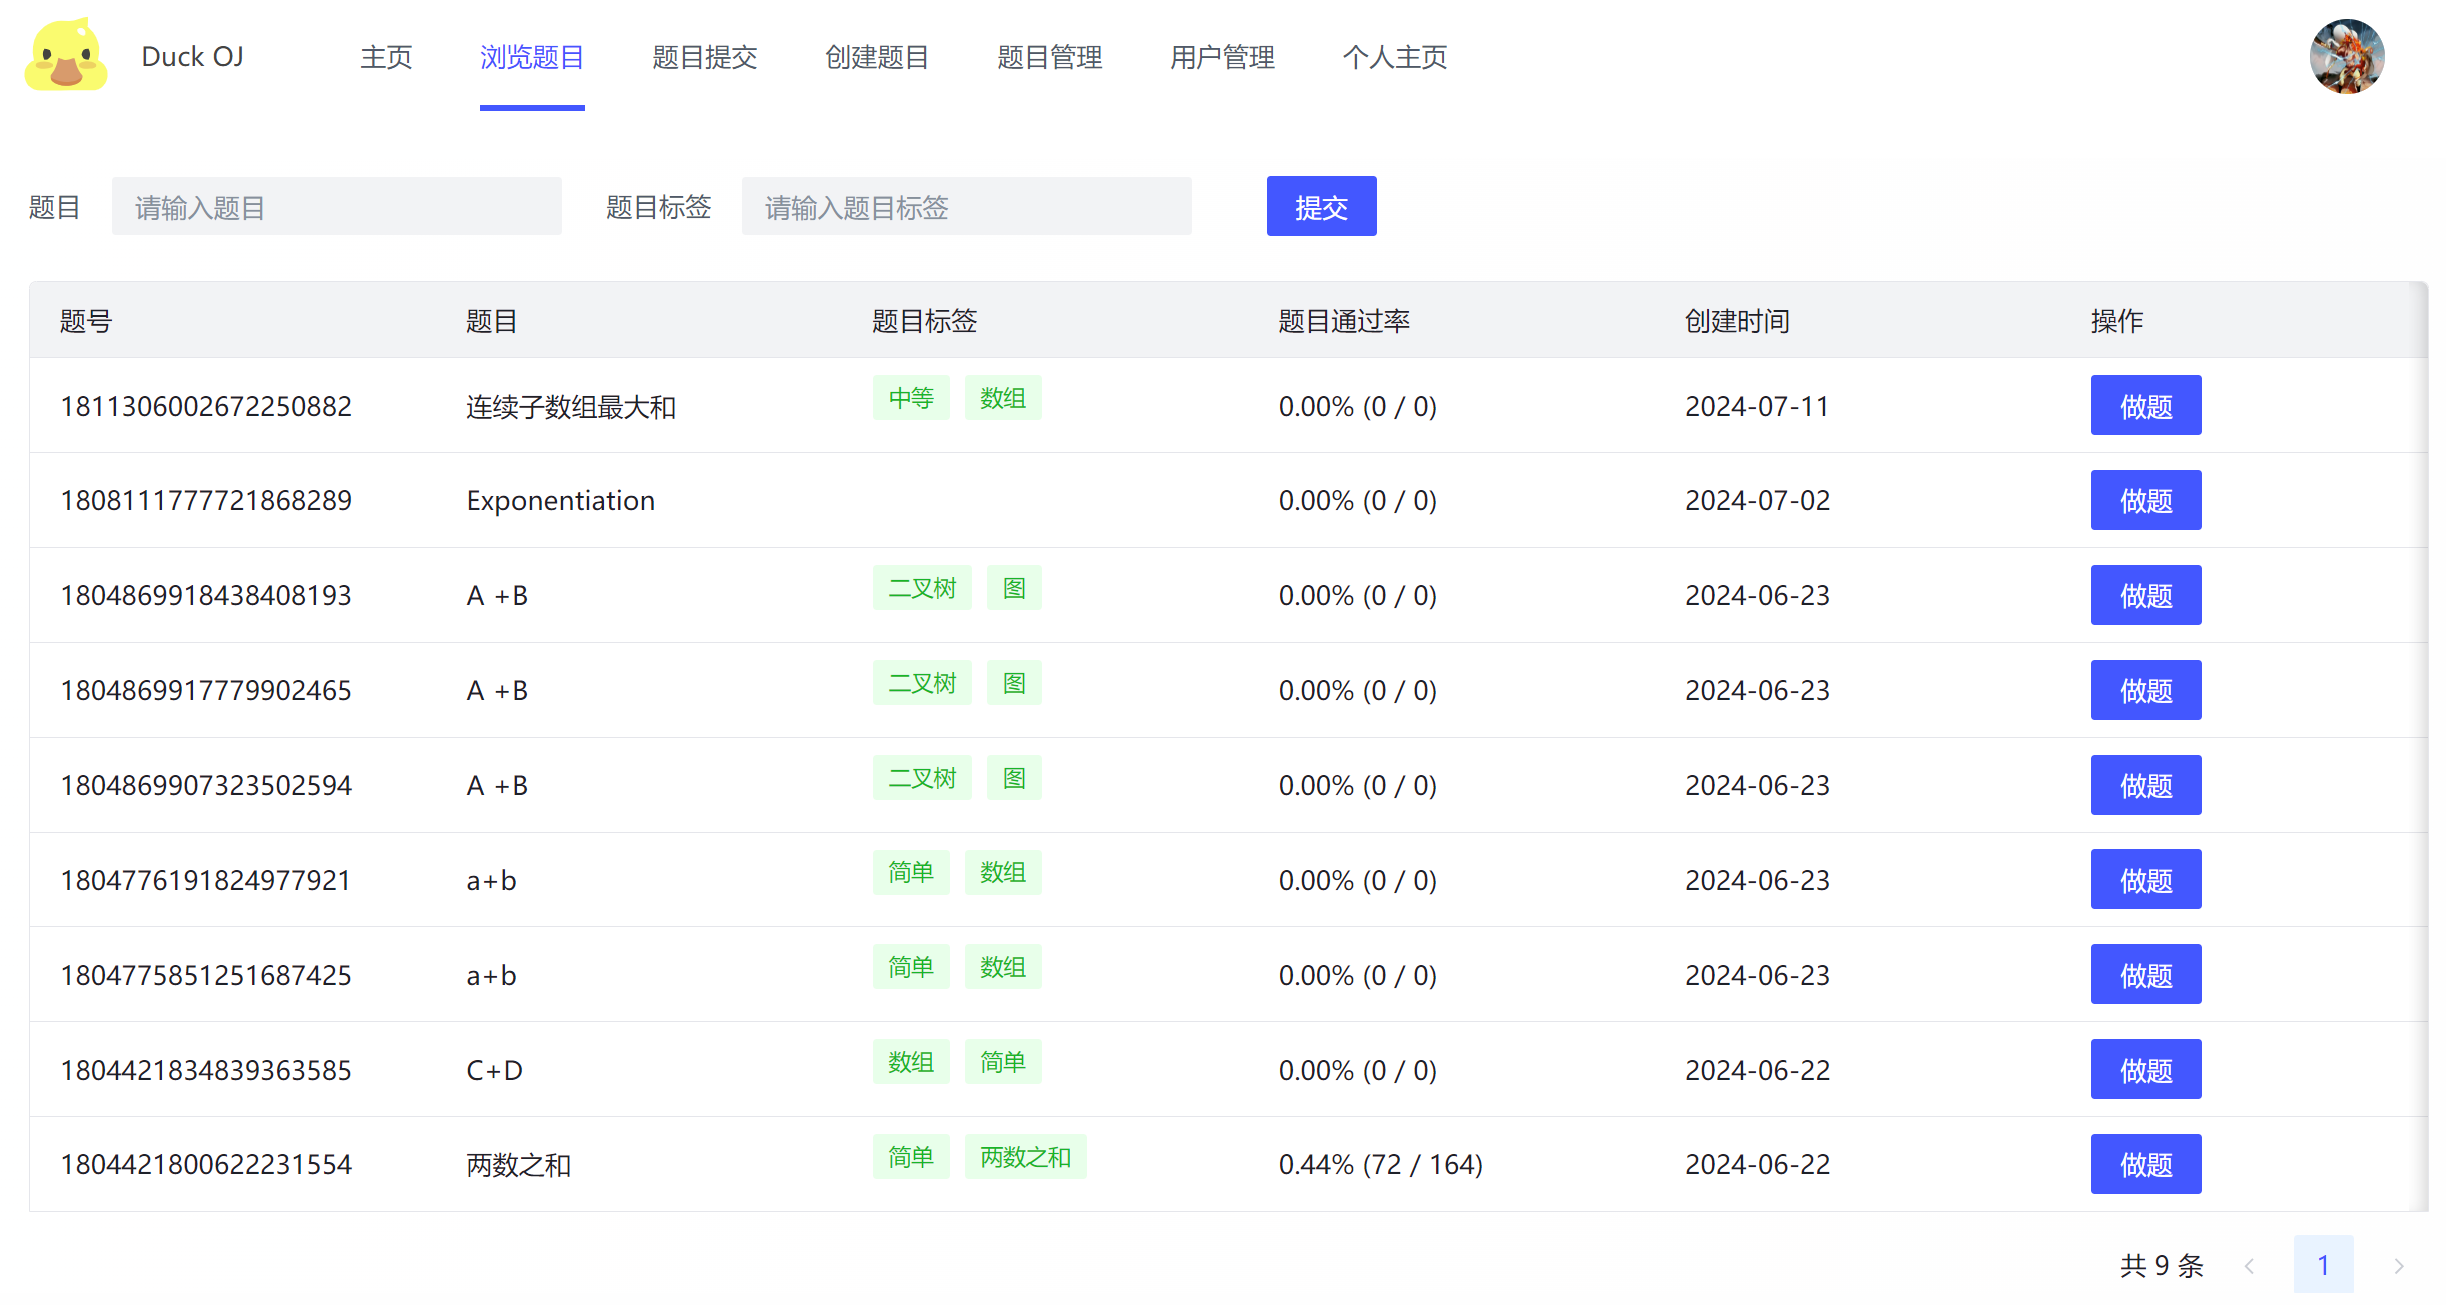 Duck OJ 主页 浏览题目 题目提交 创建题目 题目管理 用户管理 个人主页
题目 请输入题目 题目标签 请输入题目标签 提交
题号 题目 题目标签 题目通过率 创建时间 操作
1811306002672250882 连续子数组最大和 中等 数组 0.00% (0 / 0) 2024-07-11 做题
1808111777721868289 Exponentiation 0.00% (0 / 0) 2024-07-02 做题
1804869918438408193 A +B 二叉树 图 0.00% (0 / 0) 2024-06-23 做题
1804869917779902465 A +B 二叉树 图 0.00% (0 / 0) 2024-06-23 做题
1804869907323502594 A +B 二叉树 图 0.00% (0 / 0) 2024-06-23 做题
1804776191824977921 a+b 简单 数组 0.00% (0 / 0) 2024-06-23 做题
1804775851251687425 a+b 简单 数组 0.00% (0 / 0) 2024-06-23 做题
1804421834839363585 C+D 数组 简单 0.00% (0 / 0) 2024-06-22 做题
1804421800622231554 两数之和 简单 两数之和 0.44% (72 / 164) 2024-06-22 做题
共 9 条 1